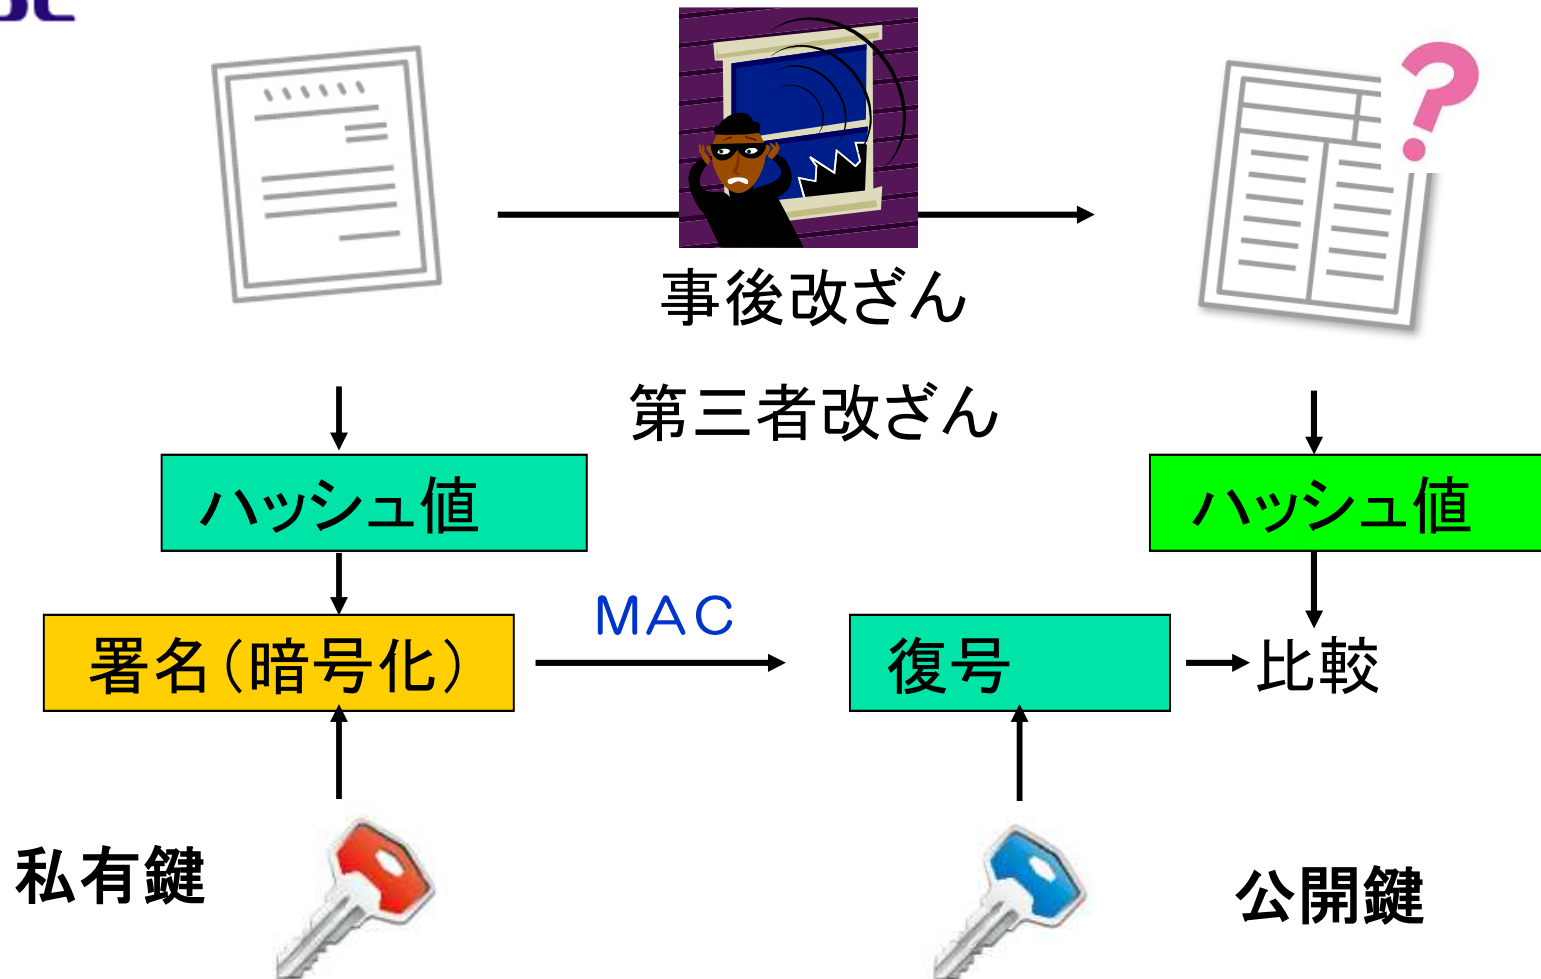 事後改ざん
第三者改ざん
ハッシュ値
ハッシュ値
MAC
署名(暗号化)
復号
比較
私有鍵
公開鍵